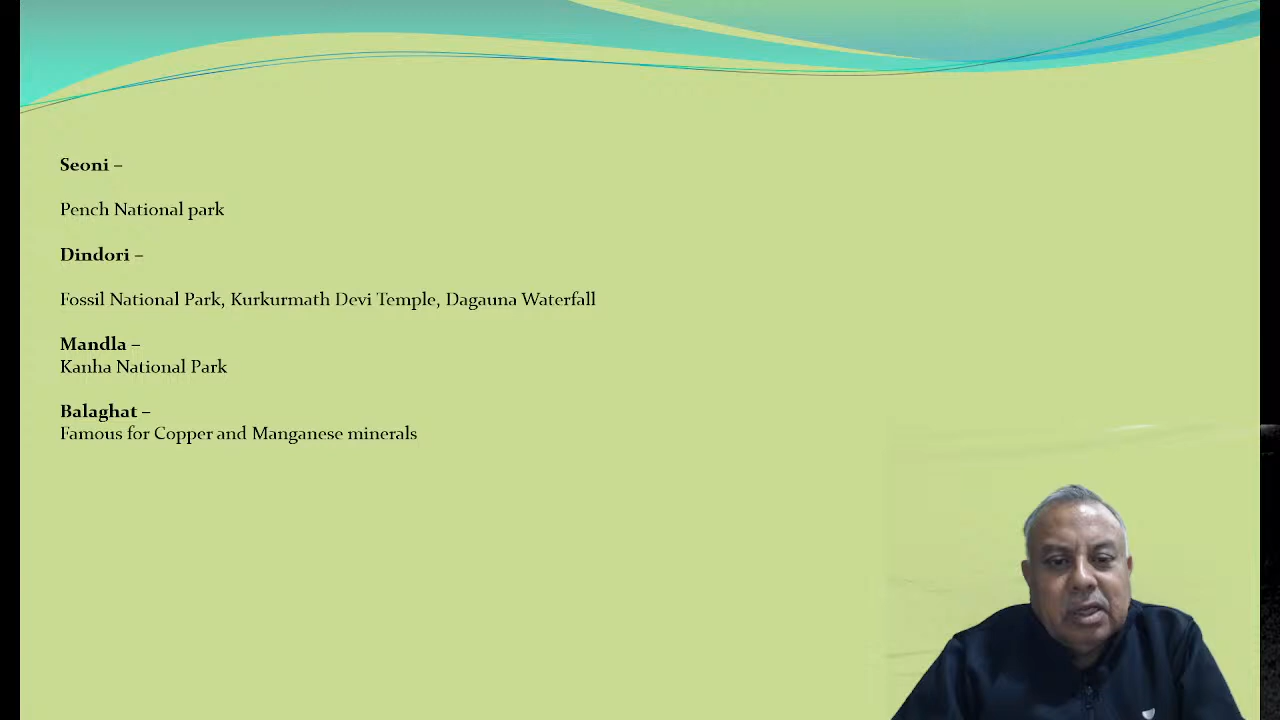 Seoni –
Pench National park
Dindori –
Fossil National Park, Kurkurmath Devi Temple, Dagauna Waterfall
Mandla –
Kanha National Park
Balaghat –
Famous for Copper and Manganese minerals